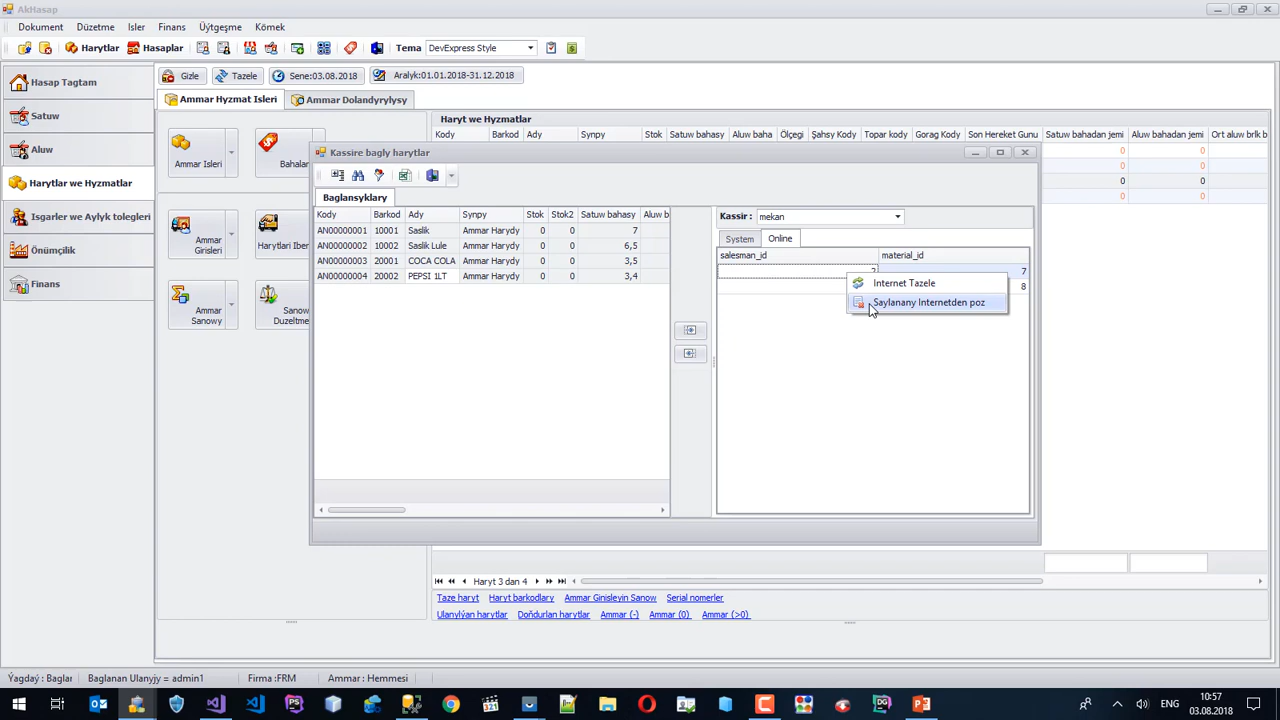 AkHasap
Dokument Düzetme Isler Finans Üýtgeşme Kömek
Harytlar Hasaplar Tema DevExpress Style
Hasap Tagtam
Satuw
Aluw
Harytlar we Hyzmatlar
Isgarler we Aylyk tolegleri
Önümçilik
Finans
Gizle Tazele Sene:03.08.2018 Aralyk:01.01.2018-31.12.2018
Ammar Hyzmat Isleri Ammar Dolandyrylysy
Ammar Isleri
Bahalar
Ammar
Girisleri
Harytlari Iber
Ammar
Sanowy
Sanow
Duzeltme
Haryt we Hyzmatlar
Kody Barkod Ady Synpy Stok Satuw bahasy Aluw baha Ölçegi Şahsy Kody Topar kody Gorag Kody Son Hereket Gunu Satuw bahadan jemi Aluw bahadan jemi Ort aluw brlk b
0 0
0 0
0 0
0 0
Kassire bagly harytlar
Baglansyklary
Kody Barkod Ady Synpy Stok Stok2 Satuw bahasy Aluw b
AN00000001 10001 Saslik Ammar Harydy 0 0 7
AN00000002 10002 Saslik Lule Ammar Harydy 0 0 6,5
AN00000003 20001 COCA COLA Ammar Harydy 0 0 3,5
AN00000004 20002 PEPSI 1LT Ammar Harydy 0 0 3,4
Kassir : mekan
System Online
salesman_id material_id
2 7
8
Internet Tazele
Saylanany Internetden poz
Haryt 3 dan 4
Taze haryt Haryt barkodlary Ammar Girisleyin Sanow Serial nomerler
Ulanylýan harytlar Doňdurlan harytlar Ammar (-) Ammar (0) Ammar (>0)
Ýagdaý : Baglan Baglanan Ulanyjy = admin1 Firma :FRM Ammar : Hemmesi
ENG
10:57
03.08.2018